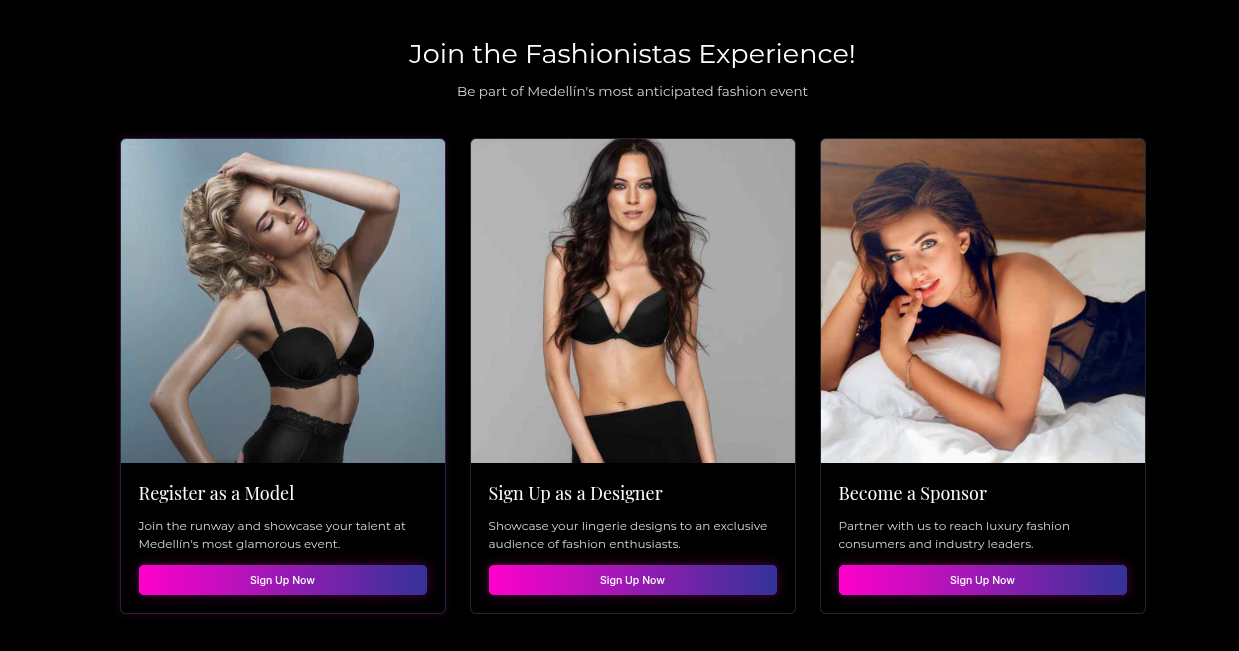 Join the Fashionistas Experience!
Be part of Medellín's most anticipated fashion event
Register as a Model
Join the runway and showcase your talent at
Medellín's most glamorous event.
Sign Up Now
Sign Up as a Designer
Showcase your lingerie designs to an exclusive
audience of fashion enthusiasts.
Sign Up Now
Become a Sponsor
Partner with us to reach luxury fashion
consumers and industry leaders.
Sign Up Now